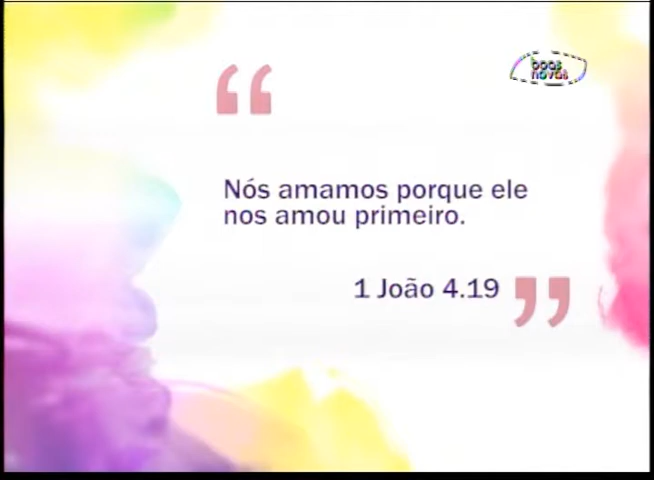 boas
novas
Nós amamos porque ele
nos amou primeiro.
1 João 4.19